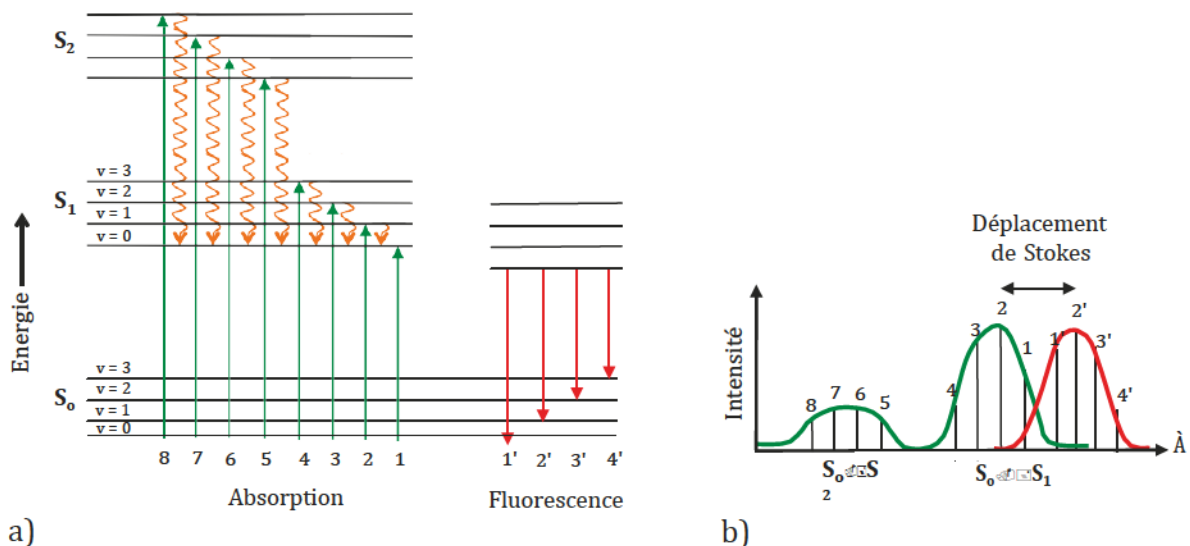 S₂
v = 3
v = 2
S₁
v = 1
v = 0
Energie
v = 3
v = 2
Sₒ
v = 1
v = 0
8 7 6 5 4 3 2 1
1' 2' 3' 4'
Absorption
Fluorescence
a)
Déplacement
de Stokes
Intensité
8 7 6 5 4 3 2 1
1' 2' 3' 4'
À
Sₒ S
2
Sₒ S₁
b)